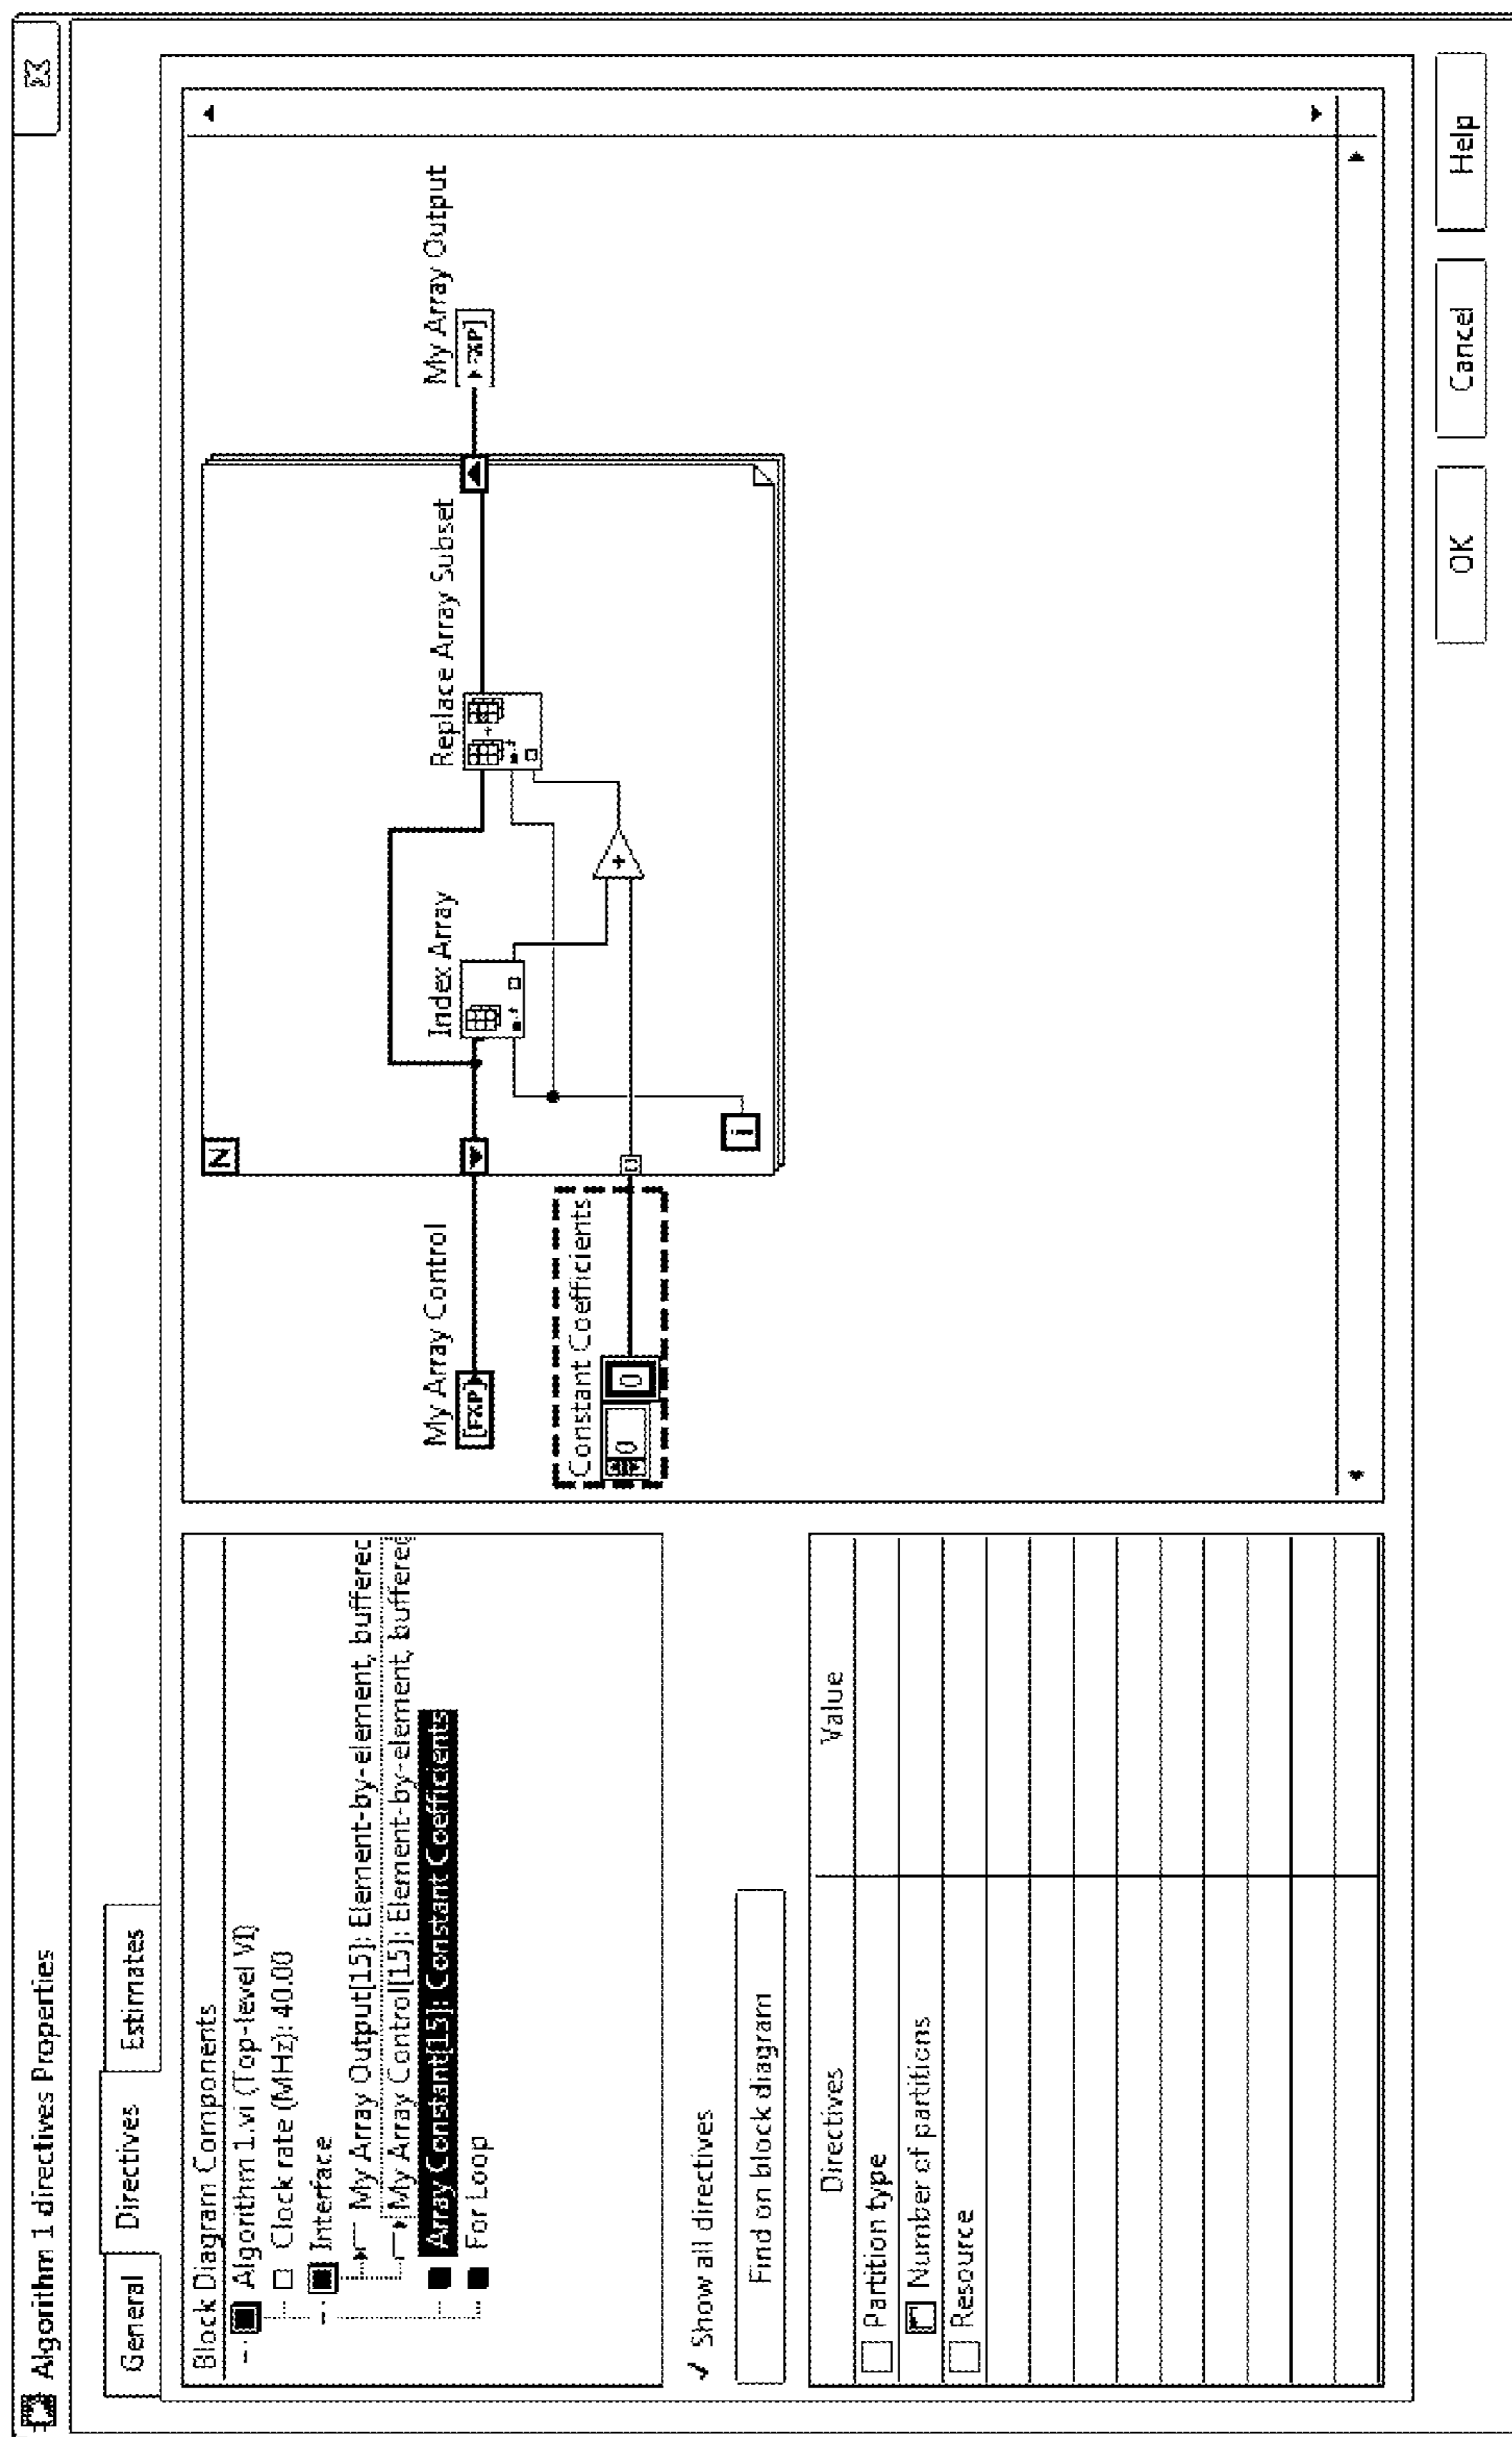 Algorithm 1 directives Properties
General
Directives
Estimates
Block Diagram Components
Algorithm 1.vi (Top-level VI)
Clock rate (MHz): 40.00
Interface
My Array Output[15]: Element-by-element, buffered
My Array Control[15]: Element-by-element, buffered
Array Constant[15]: Constant Coefficients
For Loop
Show all directives
Find on block diagram
Directives
Value
Partition type
Number of partitions
Resource
N
My Array Control
[FXP]
Constant Coefficients
0
0
Index Array
Replace Array Subset
+
i
My Array Output
OK
Cancel
Help